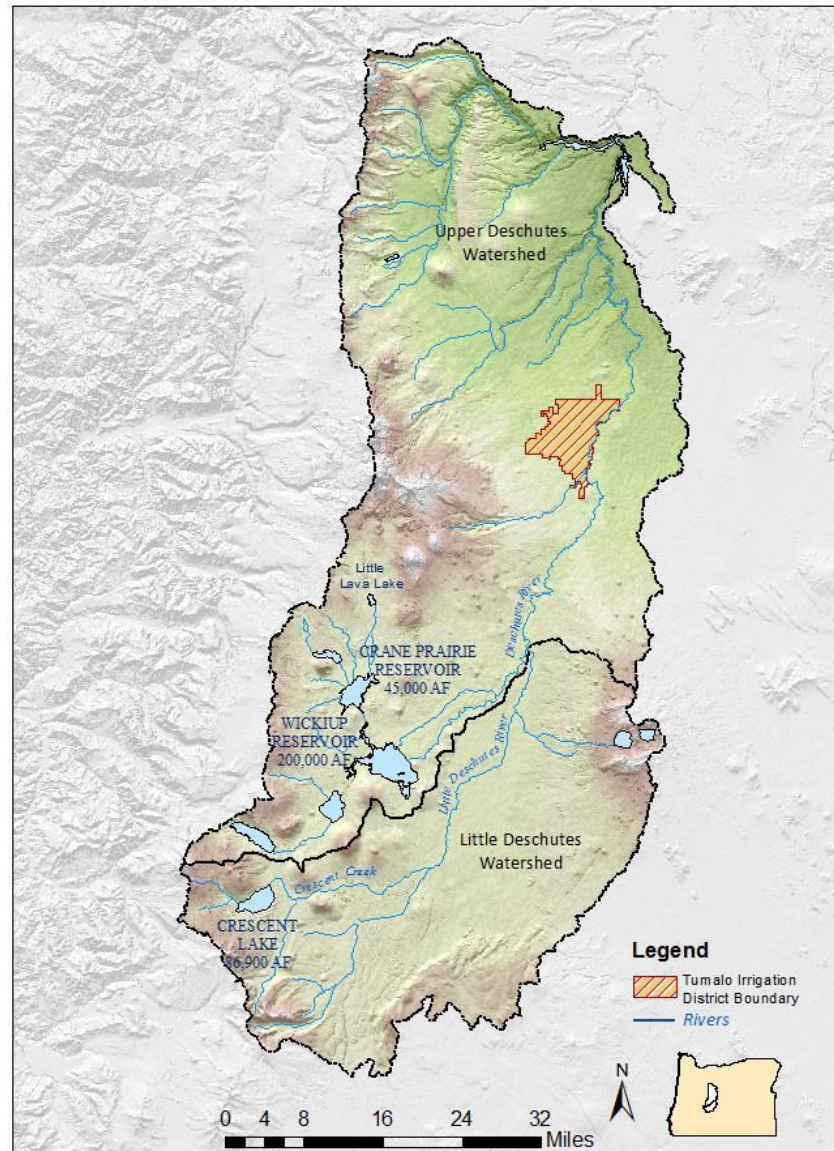 Upper Deschutes
Watershed
Little
Lava Lake
CRANE PRAIRIE
RESERVOIR
45,000 AF
WICKIUP
RESERVOIR
200,000 AF
Deschutes River
Little Deschutes River
Little Deschutes
Watershed
Crescent Creek
CRESCENT
LAKE
86,900 AF
Legend
Tumalo Irrigation
District Boundary
Rivers
N
0 4 8 16 24 32
Miles